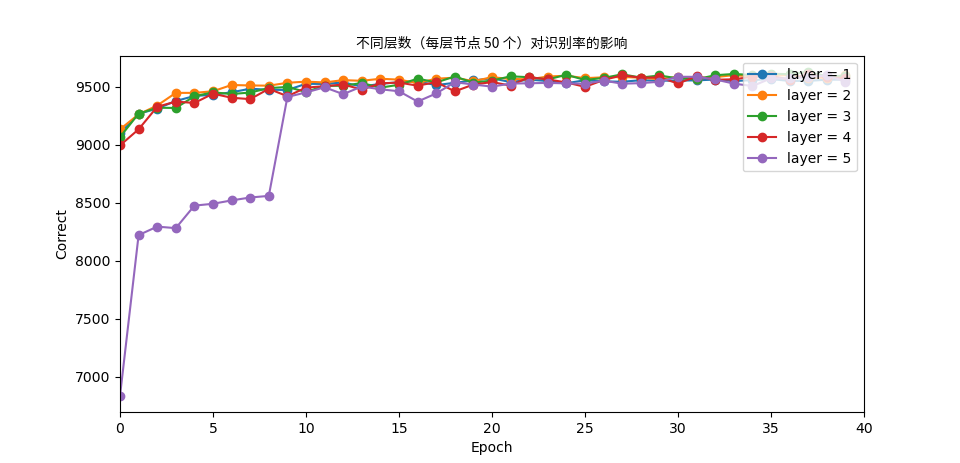 不同层数（每层节点 50 个）对识别率的影响
Correct
9500
9000
8500
8000
7500
7000
0 5 10 15 20 25 30 35 40
Epoch
layer = 1
layer = 2
layer = 3
layer = 4
layer = 5